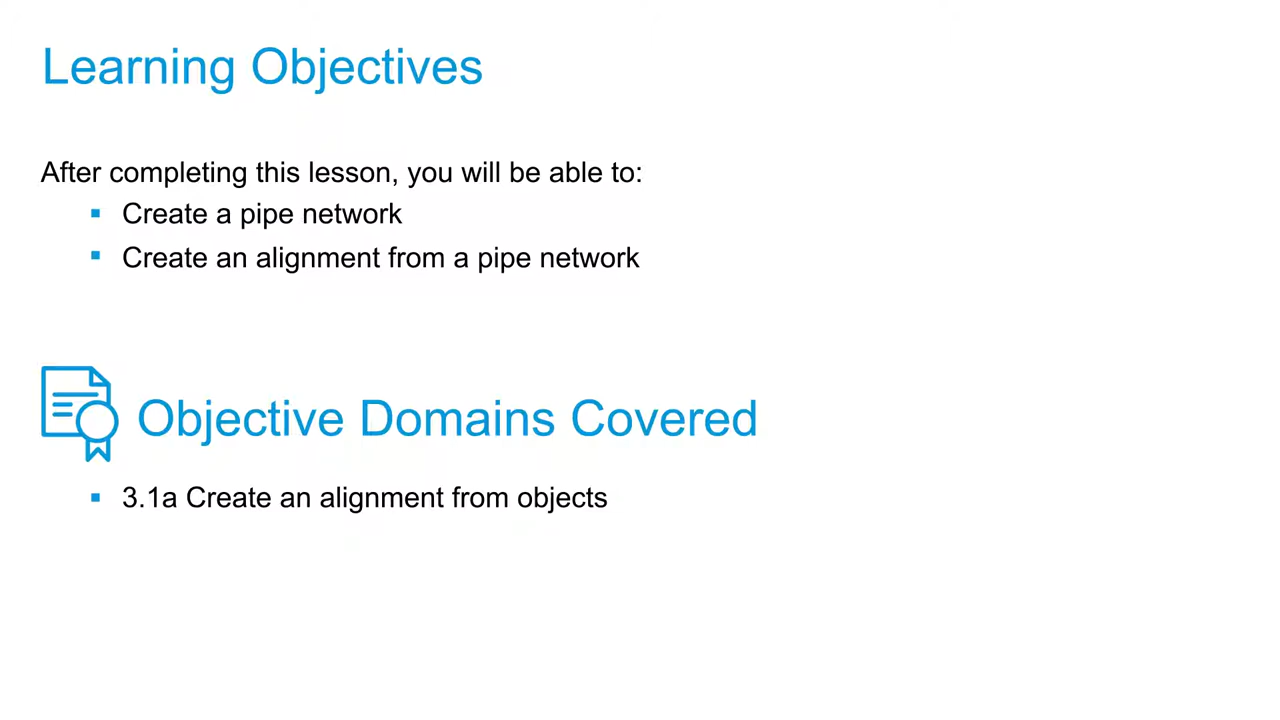 Learning Objectives
After completing this lesson, you will be able to:
▪ Create a pipe network
▪ Create an alignment from a pipe network
Objective Domains Covered
▪ 3.1a Create an alignment from objects